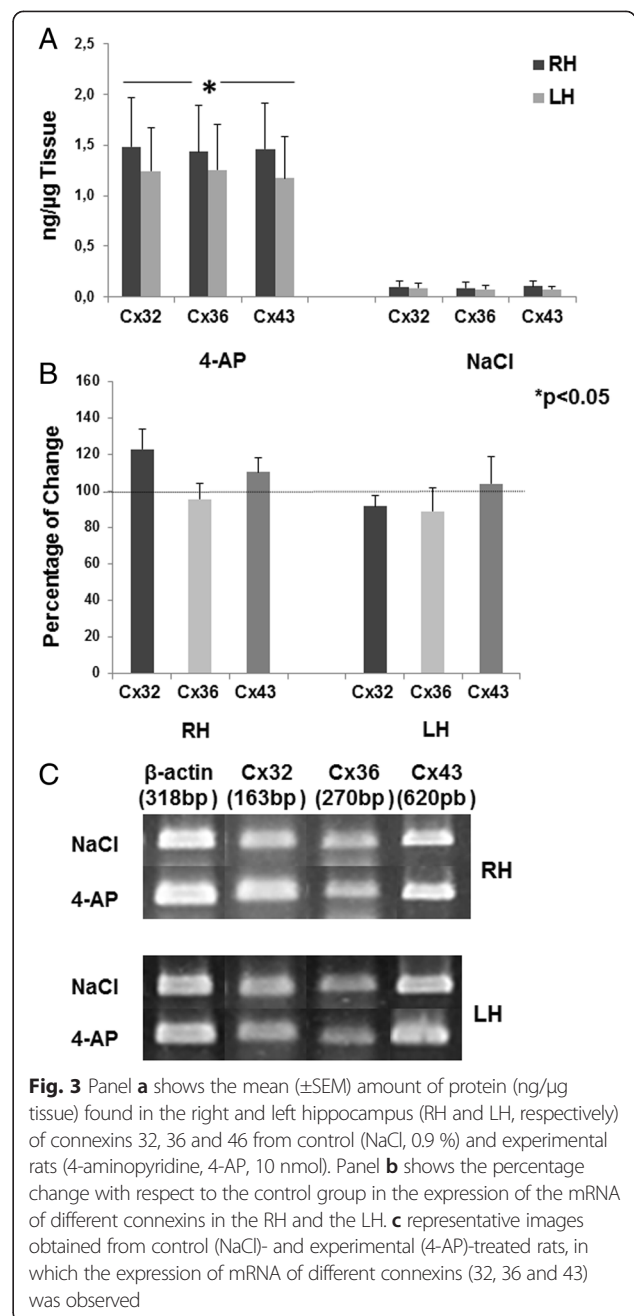 A
2,5
2,0
1,5
1,0
0,5
0,0
ng/µg Tissue
*
RH
LH
Cx32 Cx36 Cx43 Cx32 Cx36 Cx43
4-AP NaCl
B
*p<0.05
160
140
120
100
80
60
40
20
0
Percentage of Change
Cx32 Cx36 Cx43 Cx32 Cx36 Cx43
RH LH
C
β-actin Cx32 Cx36 Cx43
(318bp) (163bp) (270bp) (620pb)
NaCl
4-AP
RH
NaCl
4-AP
LH
Fig. 3 Panel a shows the mean (±SEM) amount of protein (ng/µg
tissue) found in the right and left hippocampus (RH and LH, respectively)
of connexins 32, 36 and 46 from control (NaCl, 0.9 %) and experimental
rats (4-aminopyridine, 4-AP, 10 nmol). Panel b shows the percentage
change with respect to the control group in the expression of the mRNA
of different connexins in the RH and the LH. c representative images
obtained from control (NaCl)- and experimental (4-AP)-treated rats, in
which the expression of mRNA of different connexins (32, 36 and 43)
was observed